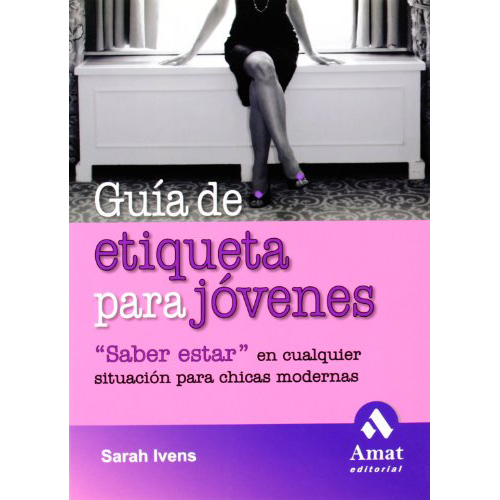 Guía de
etiqueta
para jóvenes
“Saber estar” en cualquier
situación para chicas modernas
Sarah Ivens
Amat
editorial